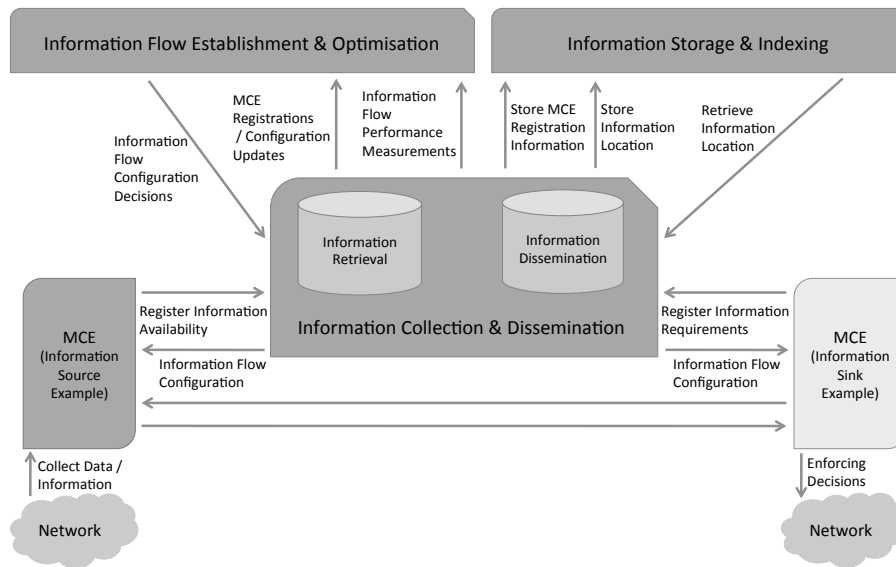 Information Flow Establishment & Optimisation
Information Storage & Indexing
Information
Flow
Configuration
Decisions
MCE
Registrations
/ Configuration
Updates
Information
Flow
Performance
Measurements
Store MCE
Registration
Information
Store
Information
Location
Retrieve
Information
Location
Information
Retrieval
Information
Dissemination
Information Collection & Dissemination
MCE
(Information
Source
Example)
Register Information
Availability
Information Flow
Configuration
Register Information
Requirements
Information Flow
Configuration
MCE
(Information
Sink
Example)
Collect Data /
Information
Network
Enforcing
Decisions
Network